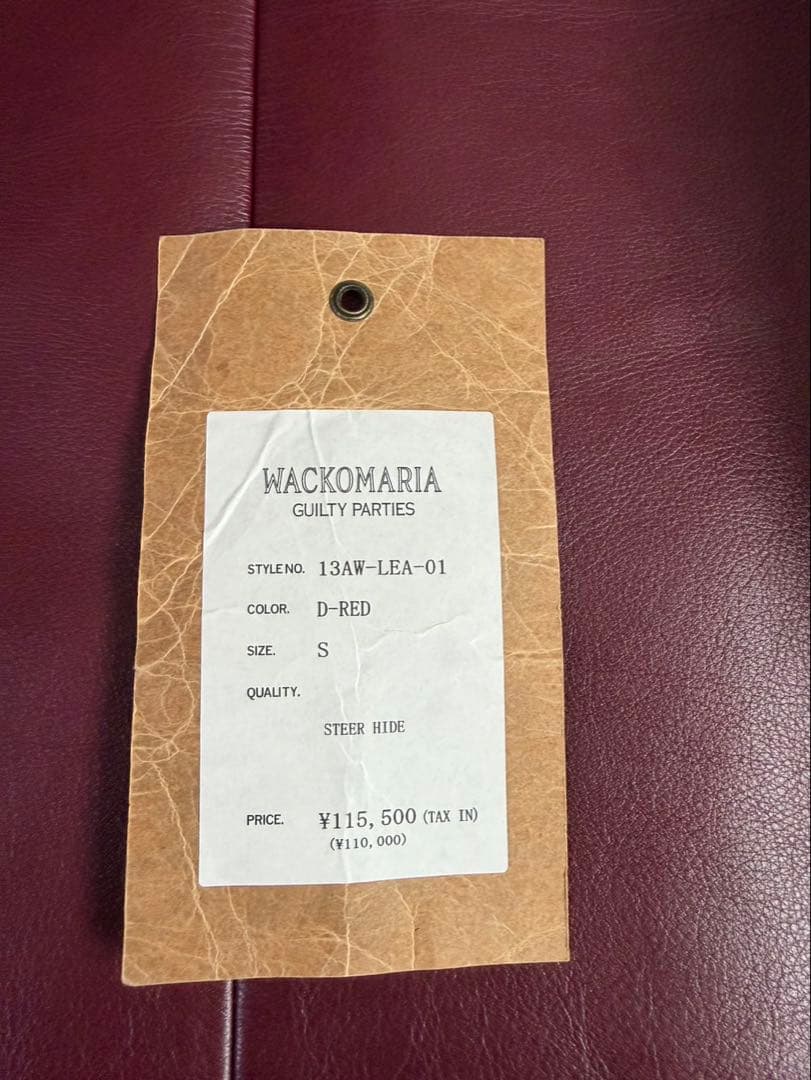 WACKOMARIA
GUILTY PARTIES
STYLE NO. 13AW-LEA-01
COLOR. D-RED
SIZE. S
QUALITY.
STEER HIDE
PRICE. ¥115,500 (TAX IN)
(¥110,000)